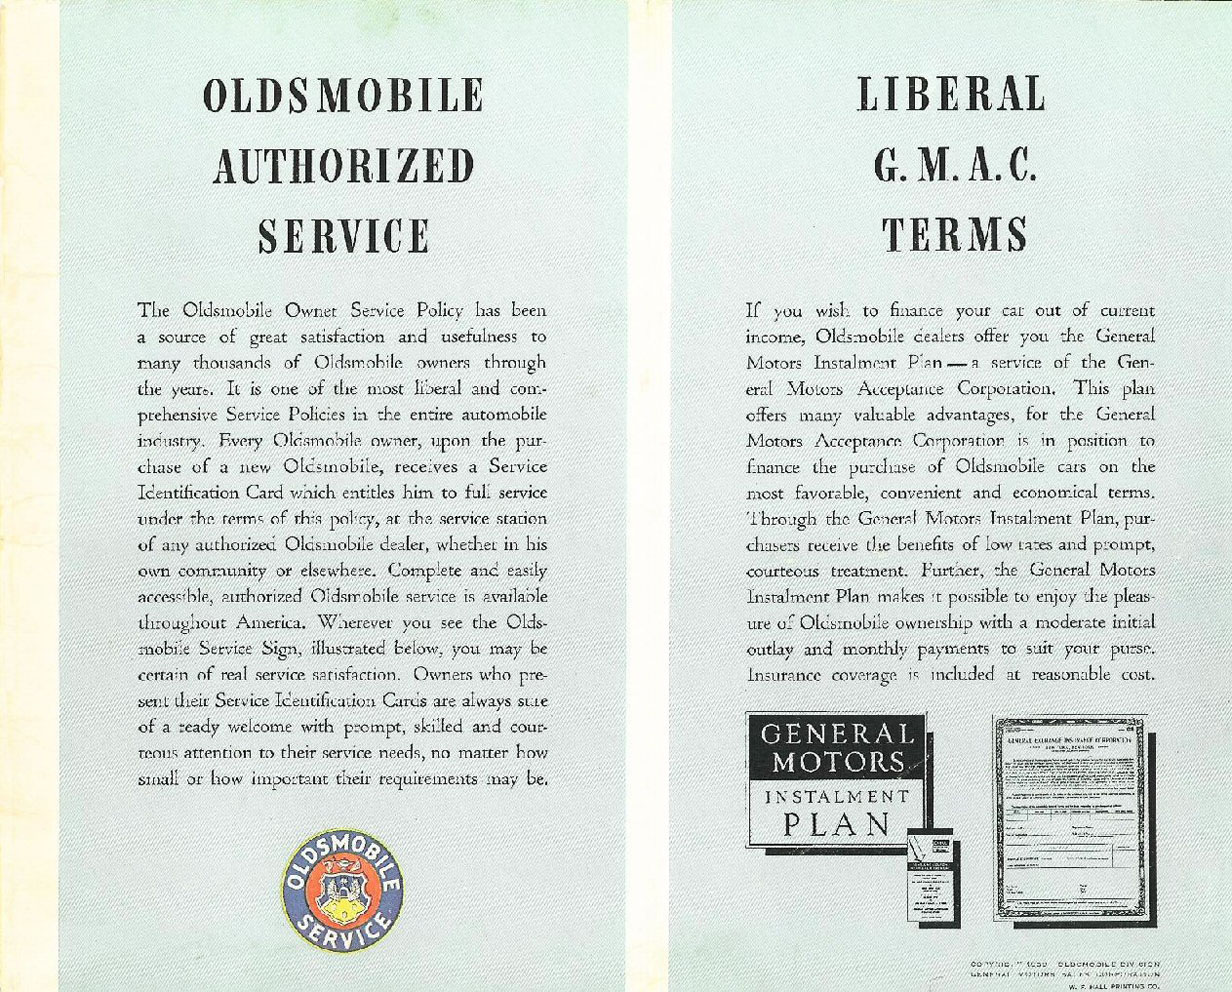 OLDSMOBILE
AUTHORIZED
SERVICE
The Oldsmobile Owner Service Policy has been
a source of great satisfaction and usefulness to
many thousands of Oldsmobile owners through
the years. It is one of the most liberal and com-
prehensive Service Policies in the entire automobile
industry. Every Oldsmobile owner, upon the pur-
chase of a new Oldsmobile, receives a Service
Identification Card which entitles him to full service
under the terms of this policy, at the service station
of any authorized Oldsmobile dealer, whether in his
own community or elsewhere. Complete and easily
accessible, authorized Oldsmobile service is available
throughout America. Wherever you see the Olds-
mobile Service Sign, illustrated below, you may be
certain of real service satisfaction. Owners who pre-
sent their Service Identification Cards are always sure
of a ready welcome with prompt, skilled and cour-
teous attention to their service needs, no matter how
small or how important their requirements may be.
OLDSMOBILE
SERVICE
LIBERAL
G.M.A.C.
TERMS
If you wish to finance your car out of current
income, Oldsmobile dealers offer you the General
Motors Instalment Plan—a service of the Gen-
eral Motors Acceptance Corporation. This plan
offers many valuable advantages, for the General
Motors Acceptance Corporation is in position to
finance the purchase of Oldsmobile cars on the
most favorable, convenient and economical terms.
Through the General Motors Instalment Plan, pur-
chasers receive the benefits of low rates and prompt,
courteous treatment. Further, the General Motors
Instalment Plan makes it possible to enjoy the pleas-
ure of Oldsmobile ownership with a moderate initial
outlay and monthly payments to suit your purse.
Insurance coverage is included at reasonable cost.
GENERAL
MOTORS
INSTALMENT
PLAN
GENERAL EXCHANGE INSURANCE CORPORATION
COPYRIGHT OLDSMOBILE DIVISION
GENERAL MOTORS SALES CORPORATION
W. F. HALL PRINTING CO.